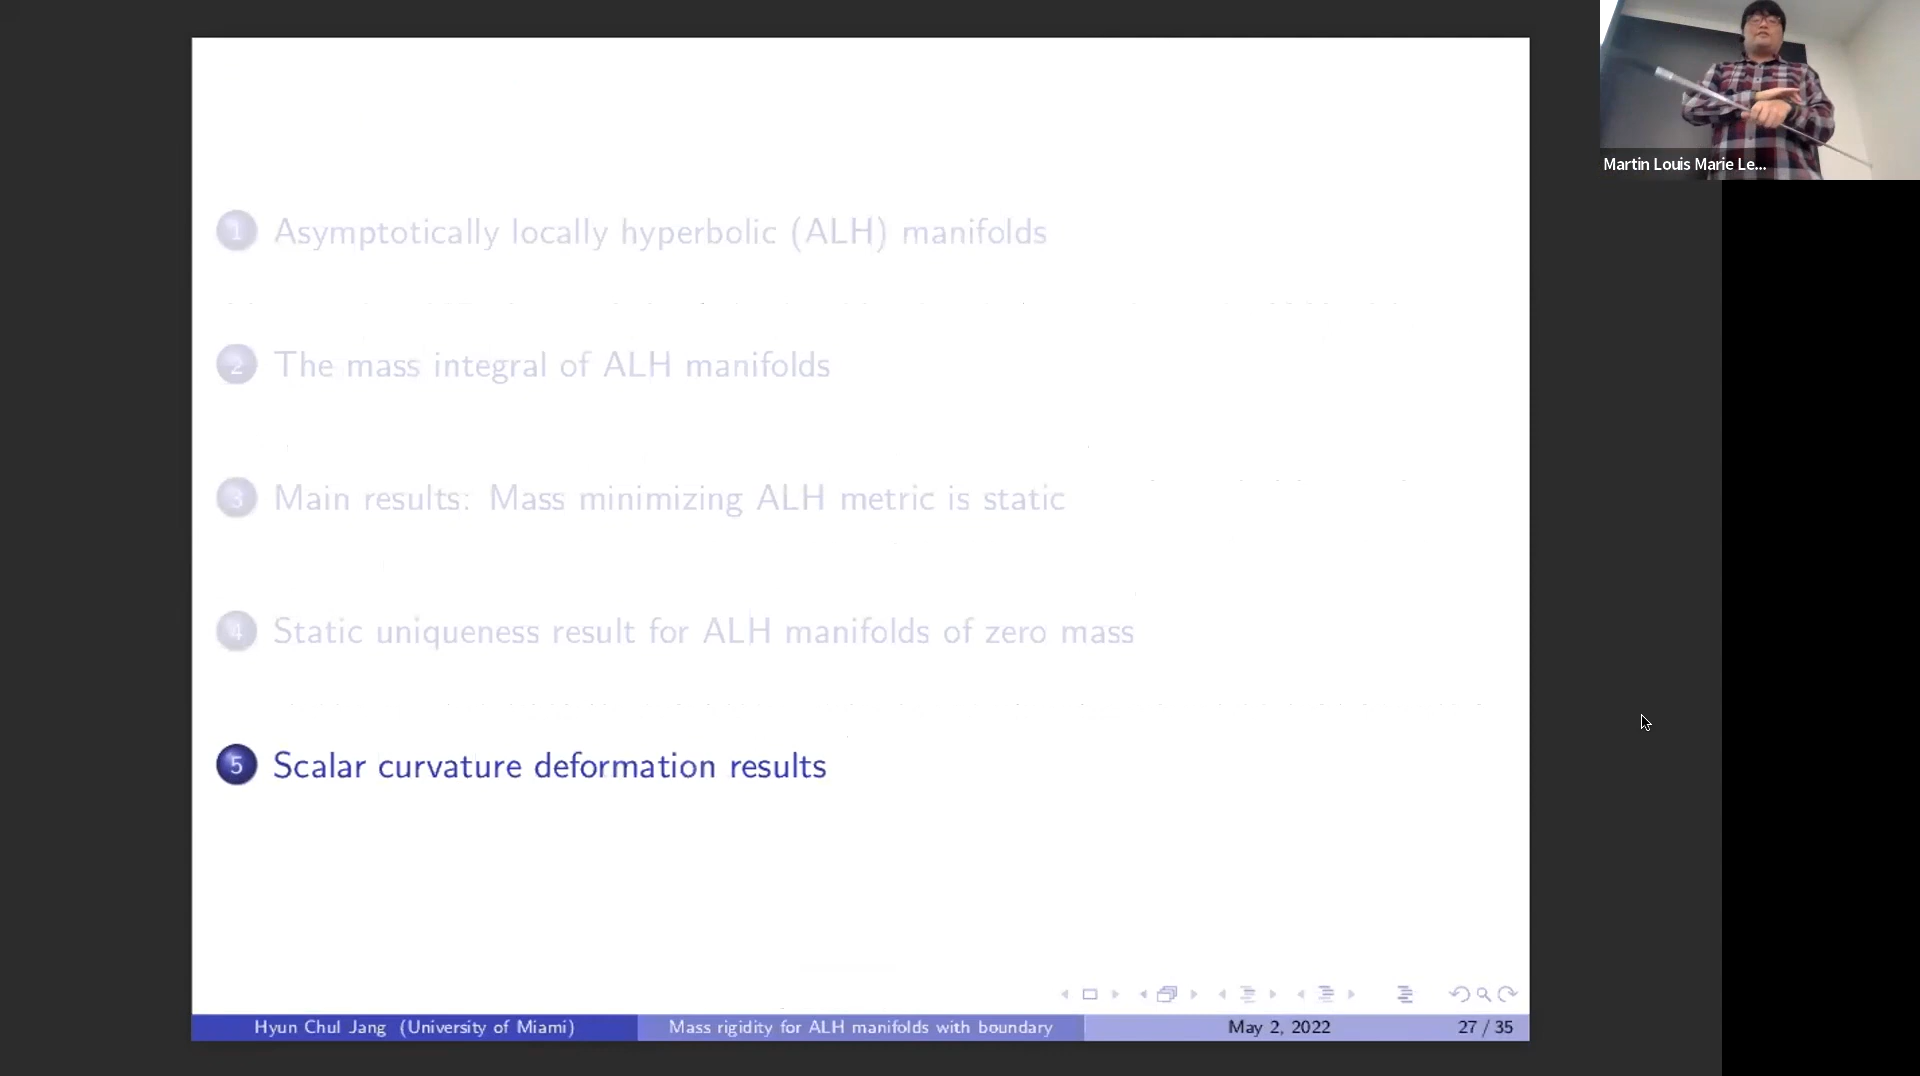 Martin Louis Marie Le...
1 Asymptotically locally hyperbolic (ALH) manifolds
2 The mass integral of ALH manifolds
3 Main results: Mass minimizing ALH metric is static
4 Static uniqueness result for ALH manifolds of zero mass
5 Scalar curvature deformation results
Hyun Chul Jang (University of Miami) Mass rigidity for ALH manifolds with boundary May 2, 2022 27 / 35